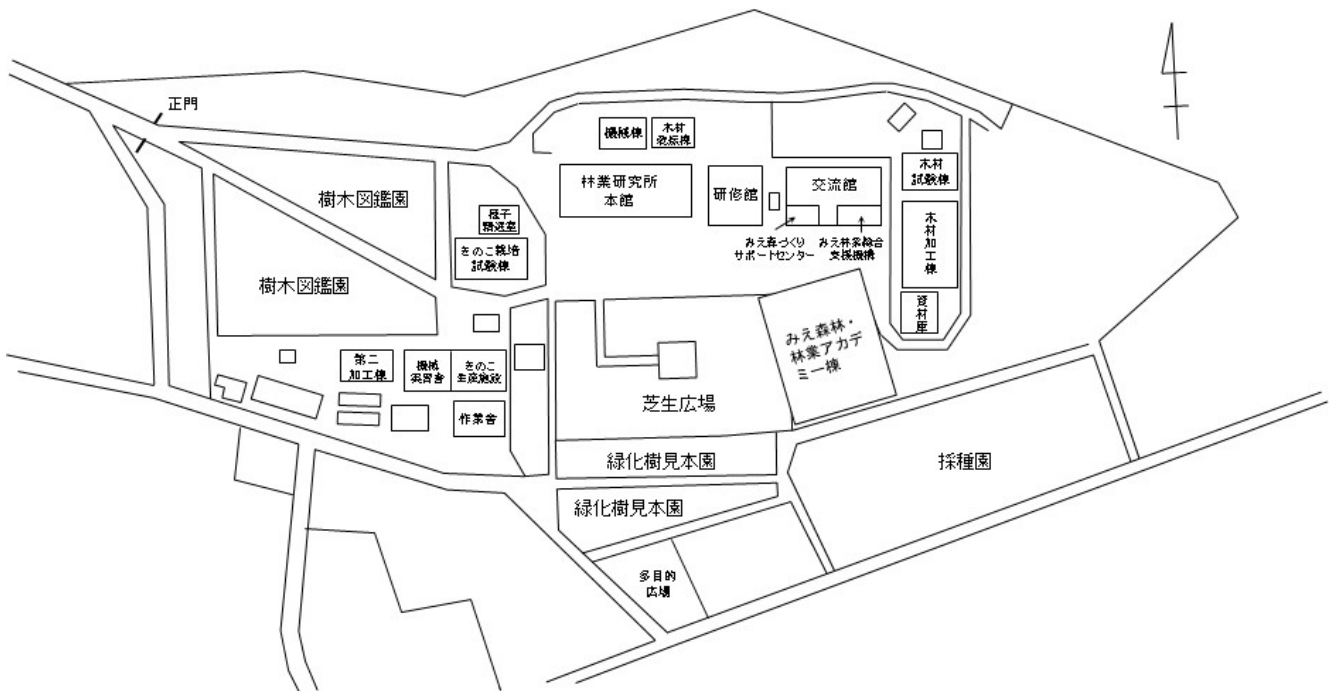 正門
機械棟
木材
樹木図鑑園
林業研究所
本館
研修館
交流館
木材
試験棟
種子
精選室
きのこ栽培
試験棟
みえ森づくり
サポートセンター
みえ林業総合
支援機構
木材加工棟
樹木図鑑園
資材庫
みえ森林・
林業アカデ
ミー棟
第二
加工棟
機械
実習舎
きのこ
生産施設
作業舎
芝生広場
緑化樹見本園
採種園
緑化樹見本園
多目的
広場